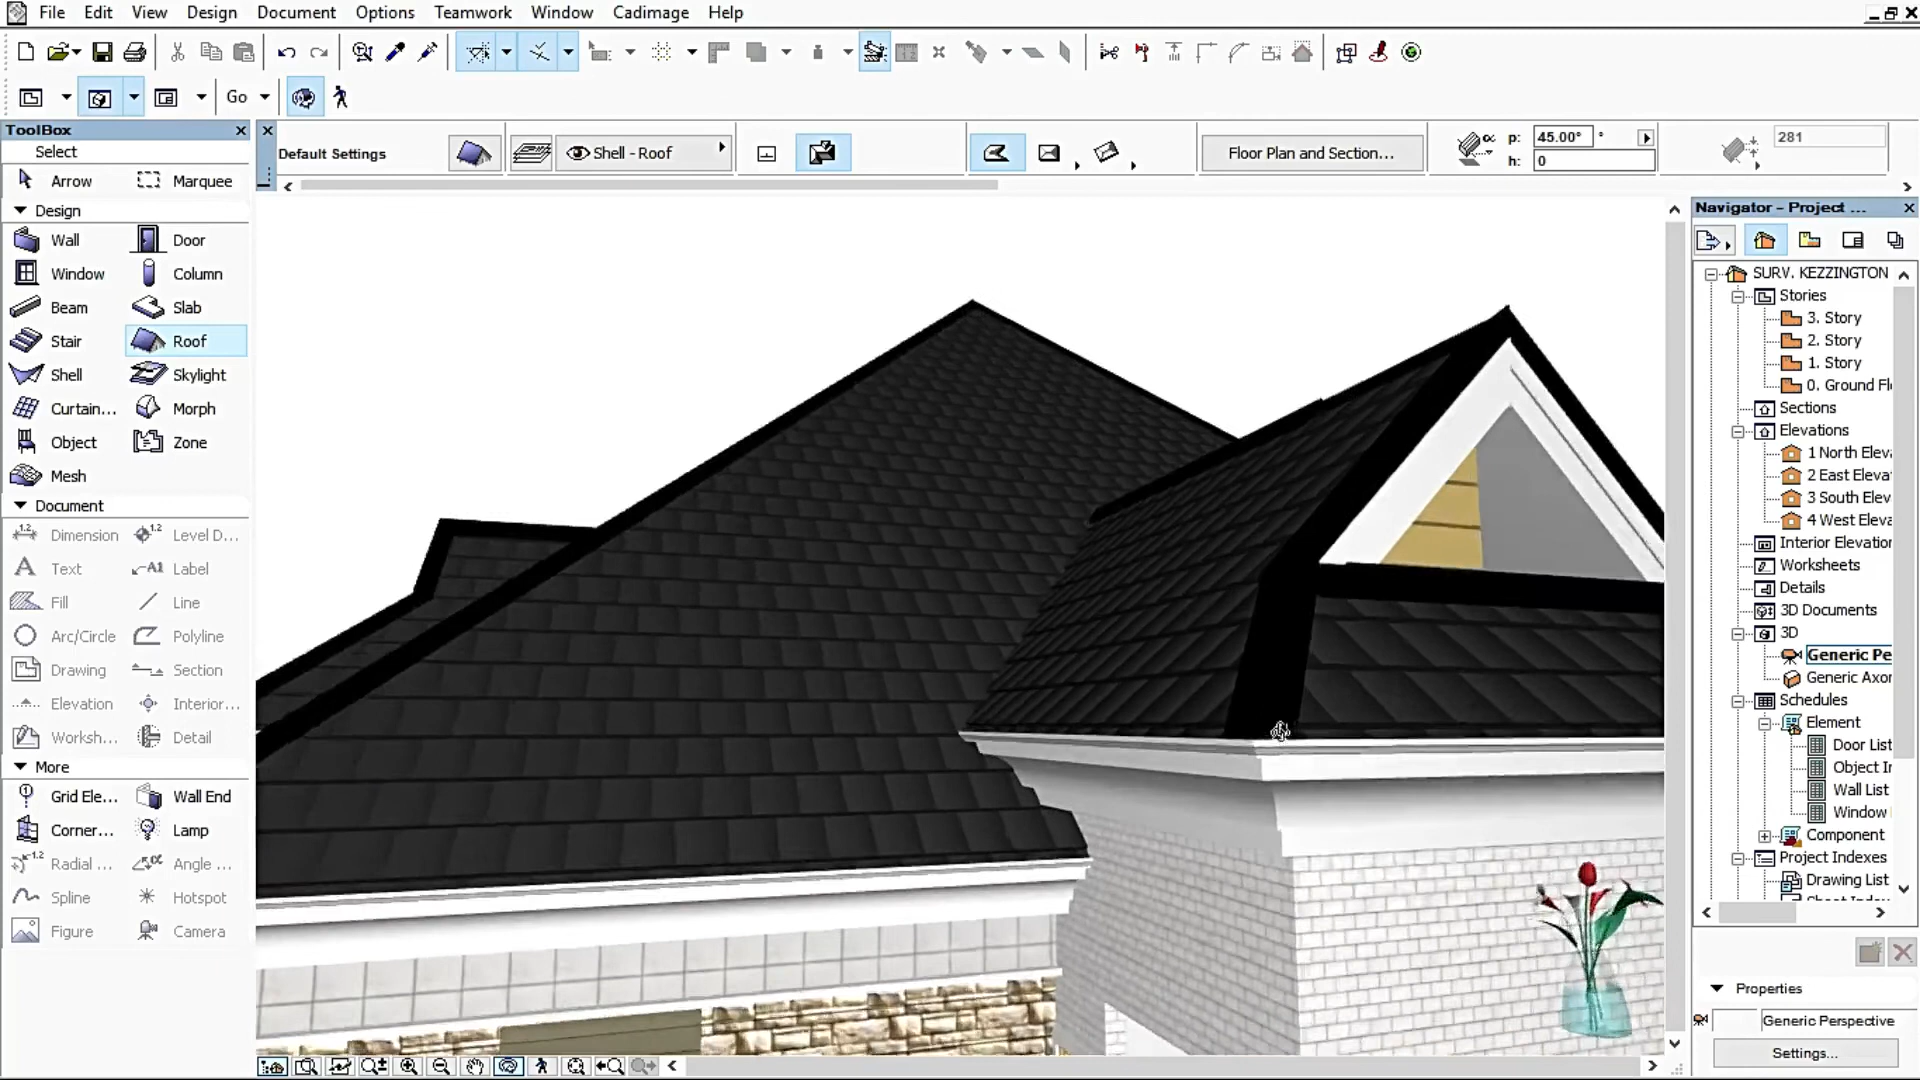 File Edit View Design Document Options Teamwork Window Cadimage Help
Go
ToolBox
Select
Arrow Marquee
Design
Wall Door
Window Column
Beam Slab
Stair Roof
Shell Skylight
Curtain... Morph
Object Zone
Mesh
Document
Dimension Level D...
Text Label
Fill Line
Arc/Circle Polyline
Drawing Section
Elevation Interior...
Worksh... Detail
More
Grid Ele... Wall End
Corner... Lamp
Radial ... Angle ...
Spline Hotspot
Figure Camera
Default Settings
Shell - Roof
Floor Plan and Section...
p: 45.00° °
h: 0
281
Navigator - Project ...
SURV. KEZZINGTON
Stories
3. Story
2. Story
1. Story
0. Ground Fl
Sections
Elevations
1 North Elev
2 East Eleva
3 South Elev
4 West Eleva
Interior Elevation
Worksheets
Details
3D Documents
3D
Generic Pe
Generic Axor
Schedules
Element
Door List
Object Ir
Wall List
Window
Component
Project Indexes
Drawing List
Properties
Generic Perspective
Settings...